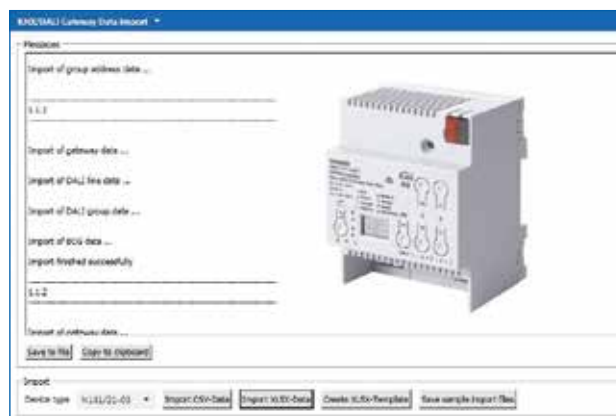 KNX/DALI Gateway Data Import
Messages
Import of group address data ...
1.1.1
Import of gateway data ...
Import of DALI line data ...
Import of DALI group data ...
Import of ECG data ...
Import finished successfully
1.1.2
Import of gateway data ...
Save to file Copy to clipboard
Import
Device type N141/21-03 Import CSV-Data Import XLSX-Data Create XLSX-Template Save sample import files